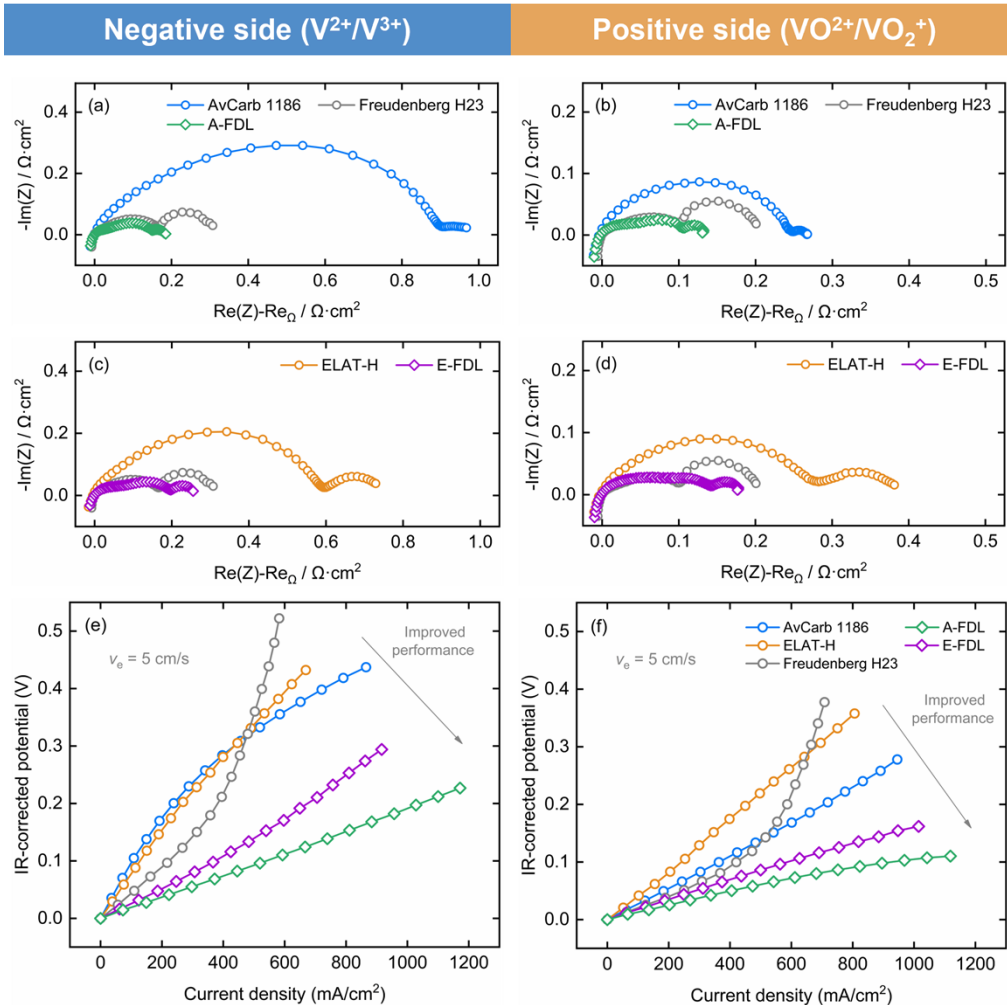 Negative side (V²⁺/V³⁺)
Positive side (VO²⁺/VO₂⁺)
(a)
AvCarb 1186
Freudenberg H23
A-FDL
0.4
0.2
0.0
-Im(Z) / Ω·cm²
0.0 0.2 0.4 0.6 0.8 1.0
Re(Z)-Re_Ω / Ω·cm²
(b)
AvCarb 1186
Freudenberg H23
A-FDL
0.2
0.1
0.0
-Im(Z) / Ω·cm²
0.0 0.1 0.2 0.3 0.4 0.5
Re(Z)-Re_Ω / Ω·cm²
(c)
ELAT-H
E-FDL
0.4
0.2
0.0
-Im(Z) / Ω·cm²
0.0 0.2 0.4 0.6 0.8 1.0
Re(Z)-Re_Ω / Ω·cm²
(d)
ELAT-H
E-FDL
0.2
0.1
0.0
-Im(Z) / Ω·cm²
0.0 0.1 0.2 0.3 0.4 0.5
Re(Z)-Re_Ω / Ω·cm²
(e)
vₑ = 5 cm/s
Improved
performance
0.5
0.4
0.3
0.2
0.1
0.0
IR-corrected potential (V)
0 200 400 600 800 1000 1200
Current density (mA/cm²)
(f)
AvCarb 1186
A-FDL
ELAT-H
E-FDL
Freudenberg H23
vₑ = 5 cm/s
Improved
performance
0.5
0.4
0.3
0.2
0.1
0.0
IR-corrected potential (V)
0 200 400 600 800 1000 1200
Current density (mA/cm²)